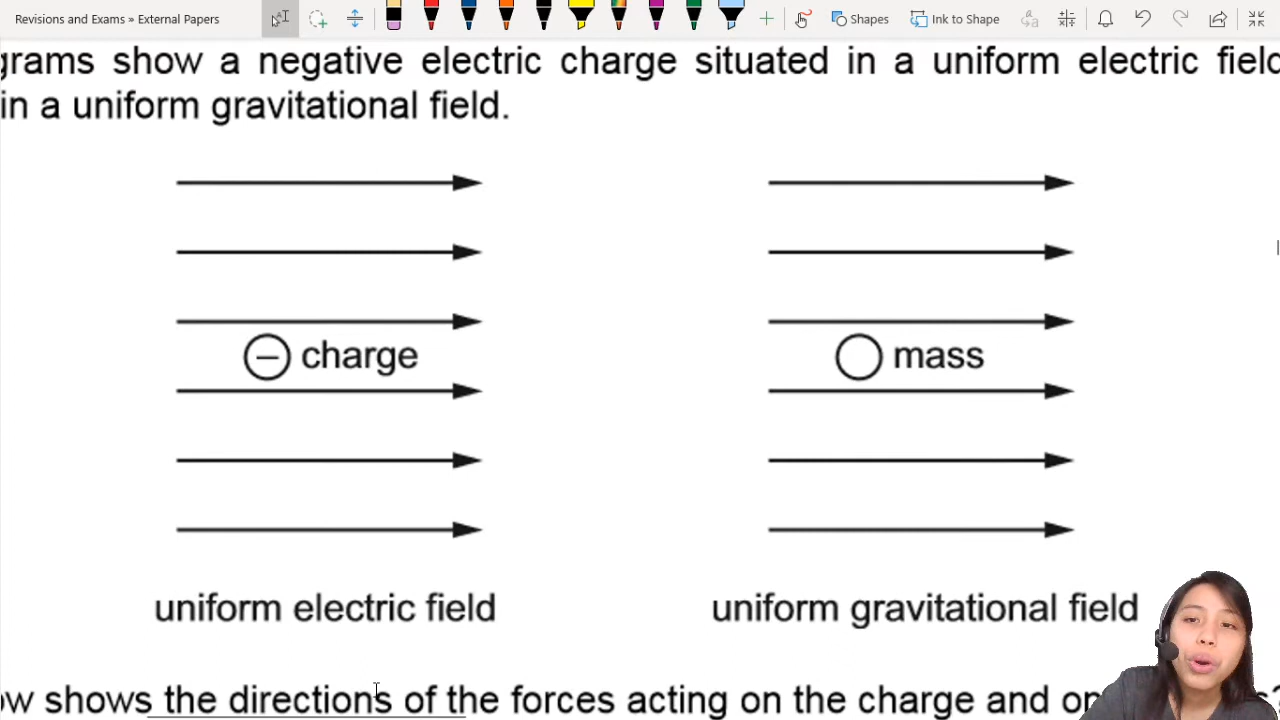 Revisions and Exams » External Papers Shapes Ink to Shape
grams show a negative electric charge situated in a uniform electric field
in a uniform gravitational field.
charge mass
uniform electric field uniform gravitational field
ow shows the directions of the forces acting on the charge and on